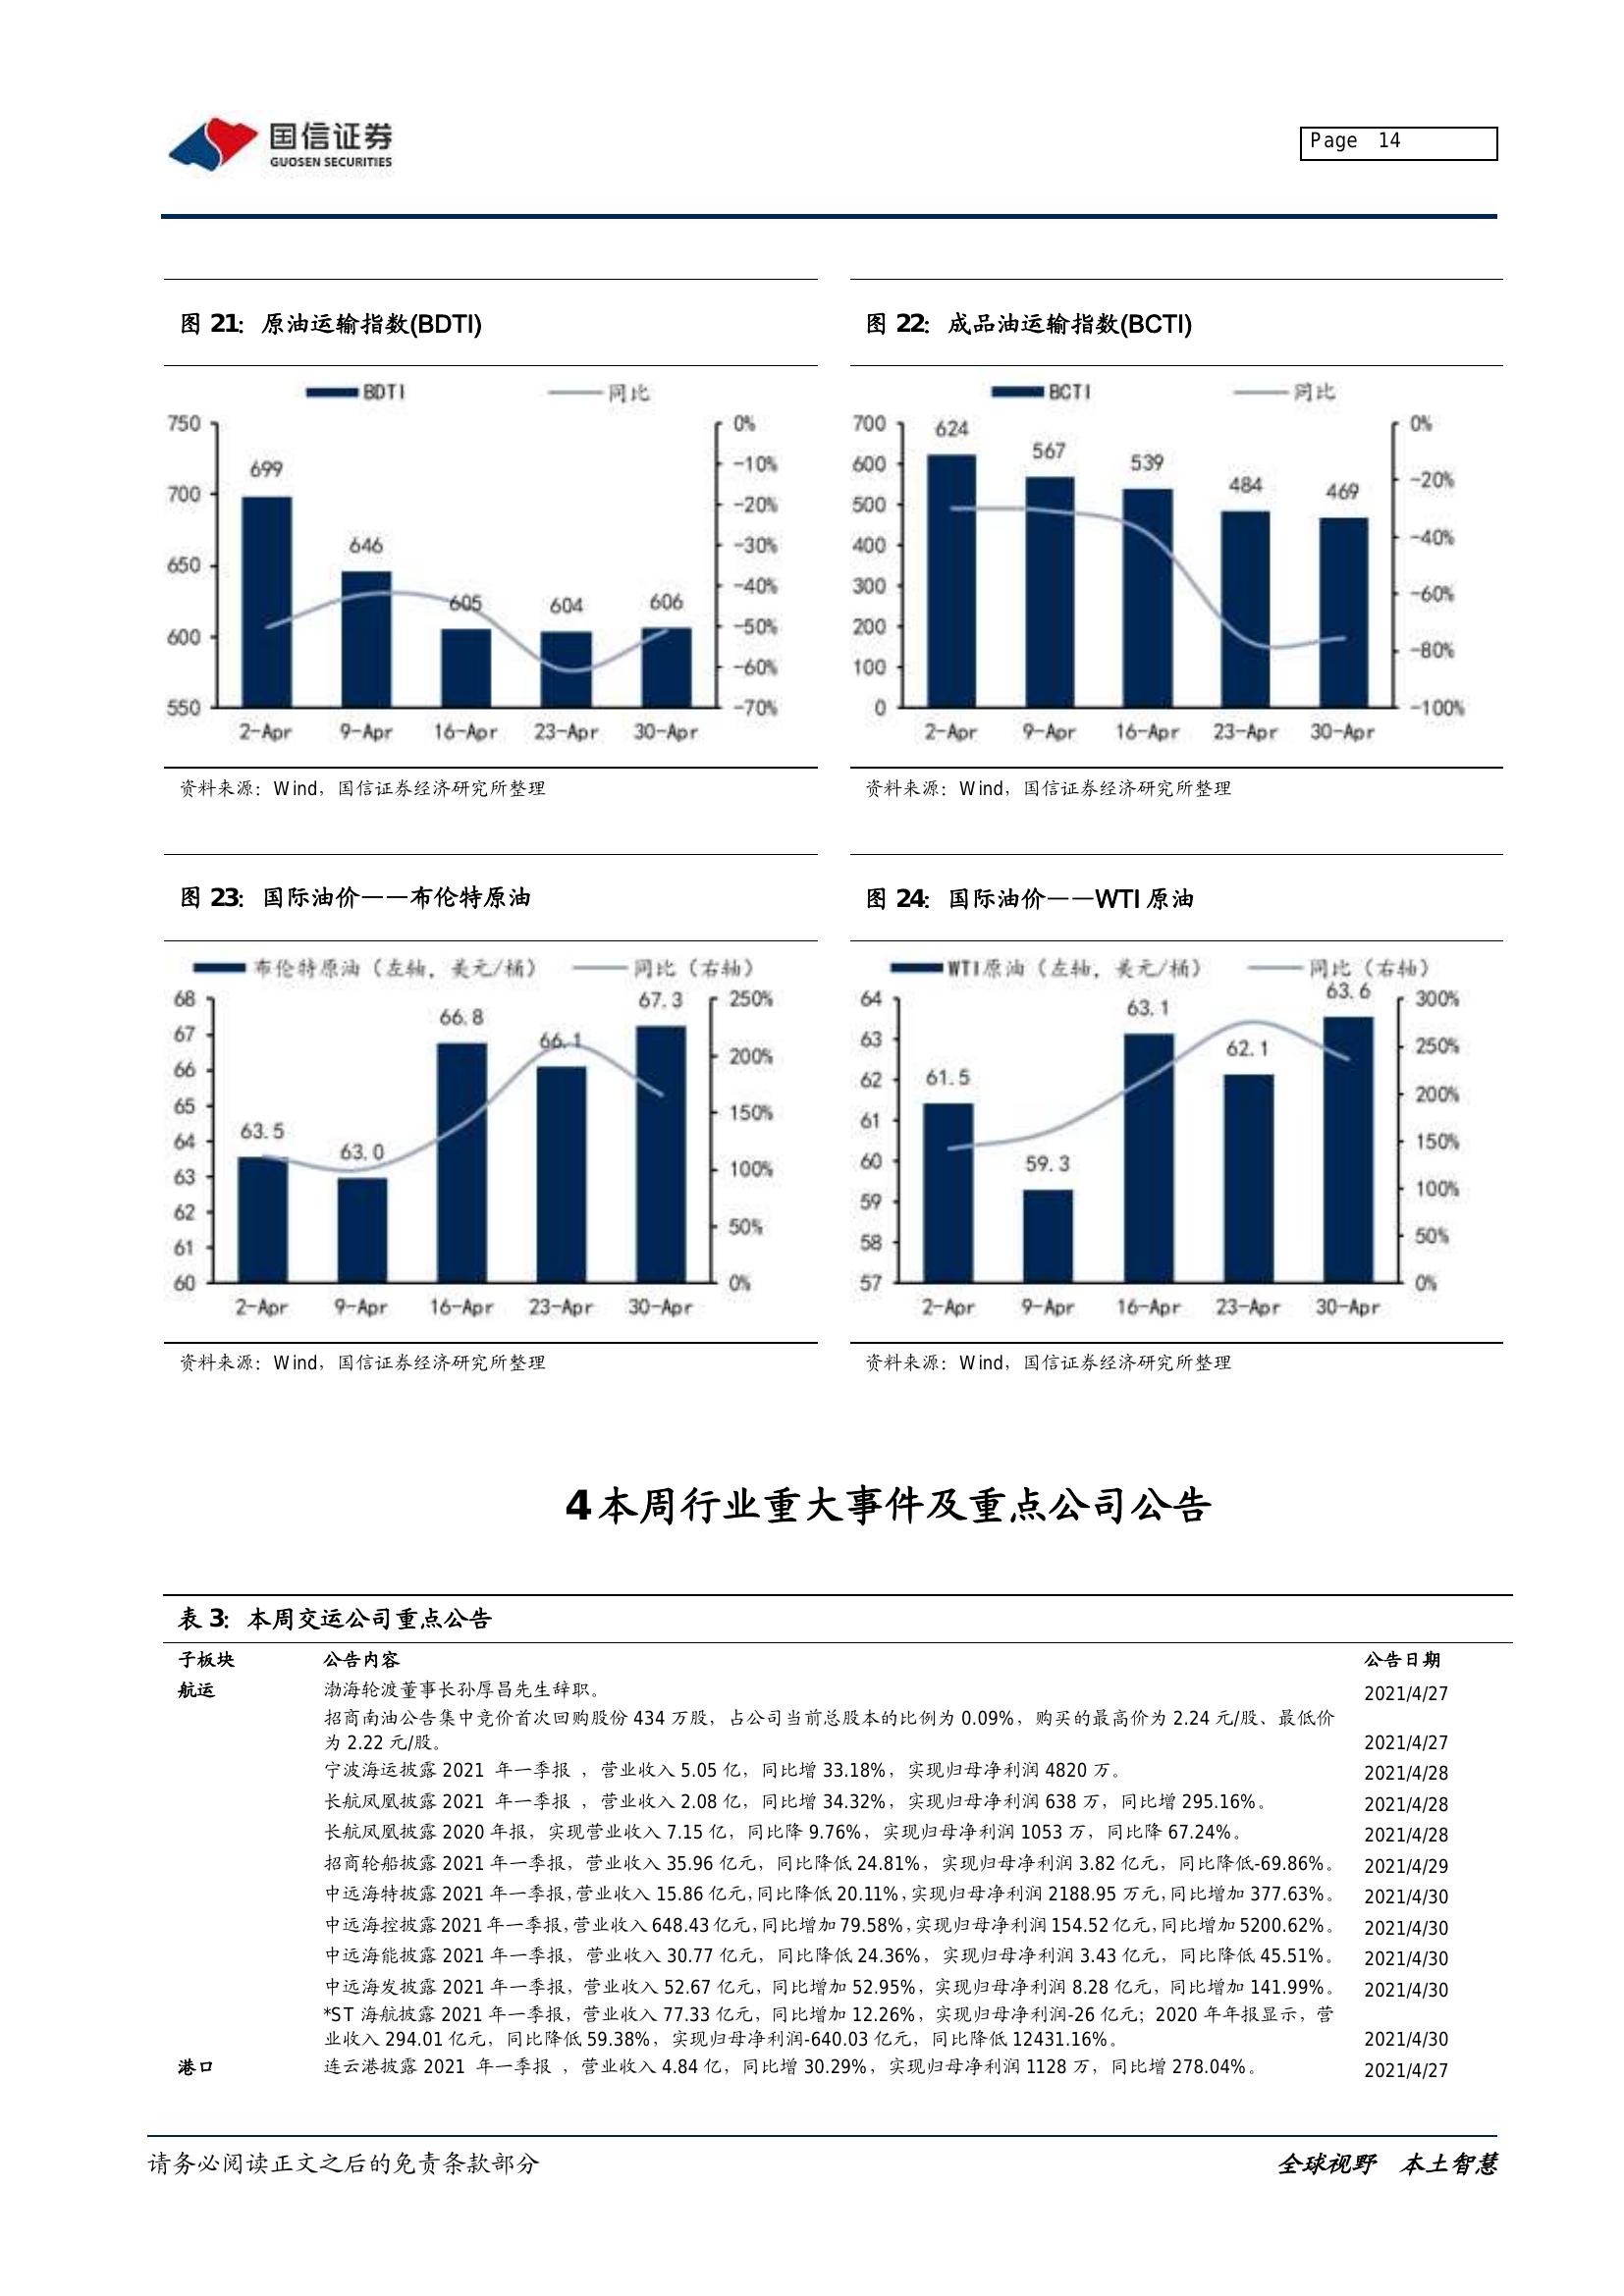 国信证券
GUOSEN SECURITIES
Page 14
图 21：原油运输指数(BDTI)
BDTI 同比
750
700
650
600
550
699
646
605
604
606
0%
-10%
-20%
-30%
-40%
-50%
-60%
-70%
2-Apr 9-Apr 16-Apr 23-Apr 30-Apr
资料来源：Wind，国信证券经济研究所整理
图 22：成品油运输指数(BCTI)
BCTI 同比
700
600
500
400
300
200
100
0
624
567
539
484
469
0%
-20%
-40%
-60%
-80%
-100%
2-Apr 9-Apr 16-Apr 23-Apr 30-Apr
资料来源：Wind，国信证券经济研究所整理
图 23：国际油价——布伦特原油
布伦特原油（左轴，美元/桶） 同比（右轴）
68
67
66
65
64
63
62
61
60
63.5
63.0
66.8
66.1
67.3
250%
200%
150%
100%
50%
0%
2-Apr 9-Apr 16-Apr 23-Apr 30-Apr
资料来源：Wind，国信证券经济研究所整理
图 24：国际油价——WTI 原油
WTI原油（左轴，美元/桶） 同比（右轴）
64
63
62
61
60
59
58
57
61.5
59.3
63.1
62.1
63.6
300%
250%
200%
150%
100%
50%
0%
2-Apr 9-Apr 16-Apr 23-Apr 30-Apr
资料来源：Wind，国信证券经济研究所整理
4本周行业重大事件及重点公司公告
表 3：本周交运公司重点公告
子板块 公告内容 公告日期
航运 渤海轮渡董事长孙厚昌先生辞职。 2021/4/27
招商南油公告集中竞价首次回购股份 434 万股，占公司当前总股本的比例为 0.09%，购买的最高价为 2.24 元/股、最低价
为 2.22 元/股。 2021/4/27
宁波海运披露 2021 年一季报 ，营业收入 5.05 亿，同比增 33.18%，实现归母净利润 4820 万。 2021/4/28
长航凤凰披露 2021 年一季报 ，营业收入 2.08 亿，同比增 34.32%，实现归母净利润 638 万，同比增 295.16%。 2021/4/28
长航凤凰披露 2020 年报，实现营业收入 7.15 亿，同比降 9.76%，实现归母净利润 1053 万，同比降 67.24%。 2021/4/28
招商轮船披露 2021 年一季报，营业收入 35.96 亿元，同比降低 24.81%，实现归母净利润 3.82 亿元，同比降低-69.86%。 2021/4/29
中远海特披露 2021 年一季报，营业收入 15.86 亿元，同比降低 20.11%，实现归母净利润 2188.95 万元，同比增加 377.63%。 2021/4/30
中远海控披露 2021 年一季报，营业收入 648.43 亿元，同比增加 79.58%，实现归母净利润 154.52 亿元，同比增加 5200.62%。 2021/4/30
中远海能披露 2021 年一季报，营业收入 30.77 亿元，同比降低 24.36%，实现归母净利润 3.43 亿元，同比降低 45.51%。 2021/4/30
中远海发披露 2021 年一季报，营业收入 52.67 亿元，同比增加 52.95%，实现归母净利润 8.28 亿元，同比增加 141.99%。 2021/4/30
*ST 海航披露 2021 年一季报，营业收入 77.33 亿元，同比增加 12.26%，实现归母净利润-26 亿元；2020 年年报显示，营
业收入 294.01 亿元，同比降低 59.38%，实现归母净利润-640.03 亿元，同比降低 12431.16%。 2021/4/30
港口 连云港披露 2021 年一季报 ，营业收入 4.84 亿，同比增 30.29%，实现归母净利润 1128 万，同比增 278.04%。 2021/4/27
请务必阅读正文之后的免责条款部分
全球视野 本土智慧